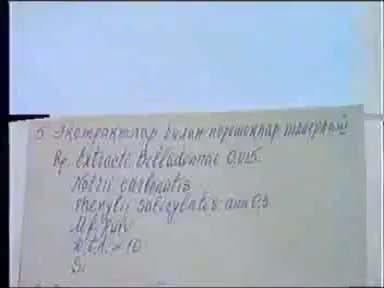 5 Экстрактлар билан порошоклар тайёрлаш
Rp. Extracti Belladonnae 0,015
Natrii carbonatis
Phenylii salicylatis ana 0.3
M.f. pulv
D.t.d. № 10
S.